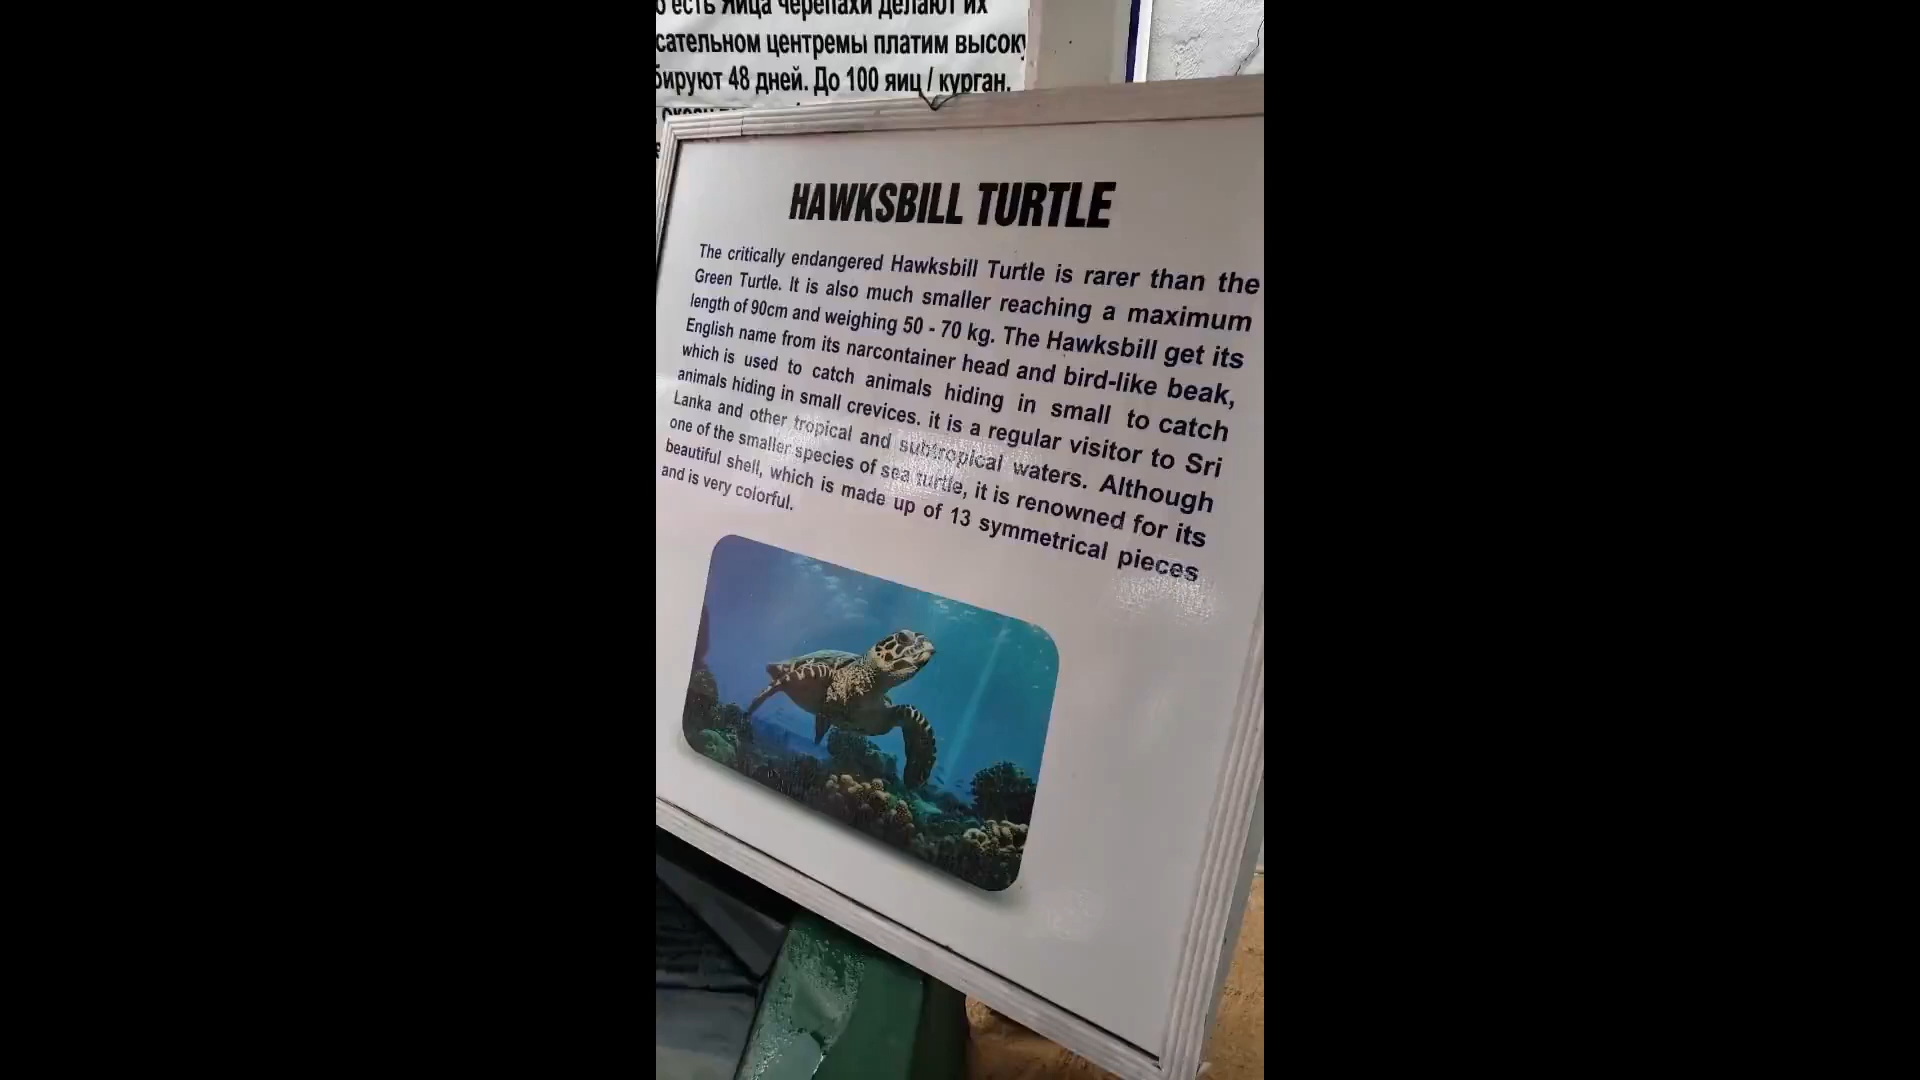 есть Яйца черепахи делают их
сательном центремы платим высок
бируют 48 дней. До 100 яиц / курган.
HAWKSBILL TURTLE
The critically endangered Hawksbill Turtle is rarer than the
Green Turtle. It is also much smaller reaching a maximum
length of 90cm and weighing 50 - 70 kg. The Hawksbill get its
English name from its narcontainer head and bird-like beak,
which is used to catch animals hiding in small to catch
animals hiding in small crevices. it is a regular visitor to Sri
Lanka and other tropical and subtropical waters. Although
one of the smaller species of sea turtle, it is renowned for its
beautiful shell, which is made up of 13 symmetrical pieces
and is very colorful.